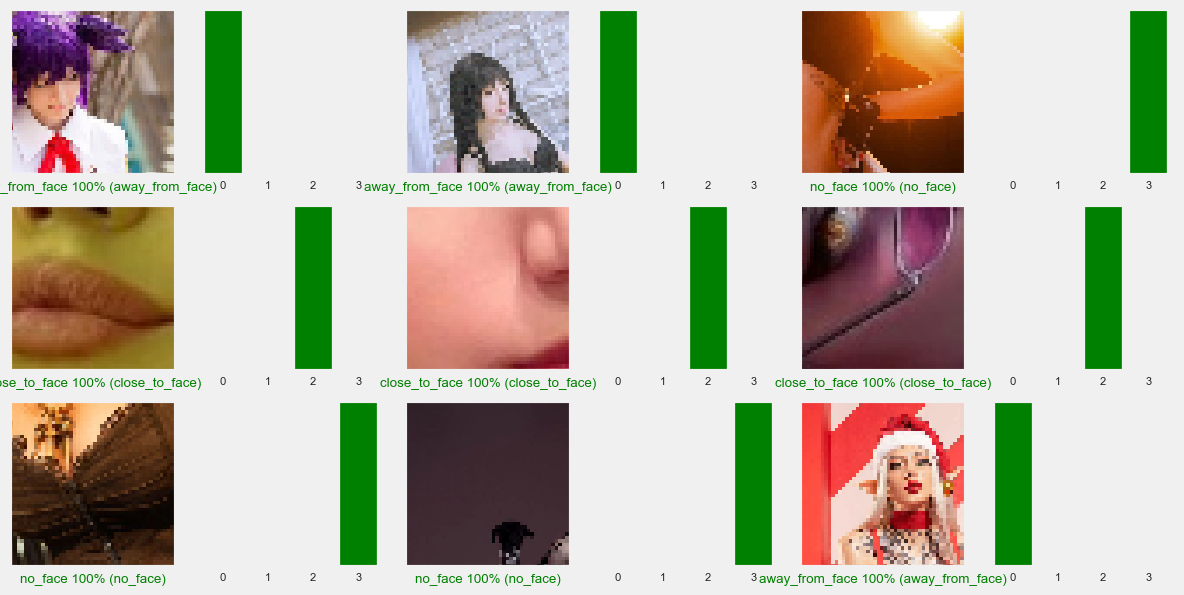 _from_face 100% (away_from_face) 0 1 2 3 away_from_face 100% (away_from_face) 0 1 2 3 no_face 100% (no_face) 0 1 2 3
ose_to_face 100% (close_to_face) 0 1 2 3 close_to_face 100% (close_to_face) 0 1 2 3 close_to_face 100% (close_to_face) 0 1 2 3
no_face 100% (no_face) 0 1 2 3 no_face 100% (no_face) 0 1 2 3 away_from_face 100% (away_from_face) 0 1 2 3